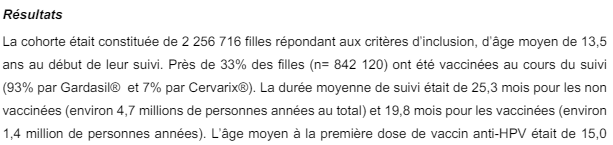 Résultats
La cohorte était constituée de 2 256 716 filles répondant aux critères d'inclusion, d'âge moyen de 13,5
ans au début de leur suivi. Près de 33% des filles (n= 842 120) ont été vaccinées au cours du suivi
(93% par Gardasil® et 7% par Cervarix®). La durée moyenne de suivi était de 25,3 mois pour les non
vaccinées (environ 4,7 millions de personnes années au total) et 19,8 mois pour les vaccinées (environ
1,4 million de personnes années). L'âge moyen à la première dose de vaccin anti-HPV était de 15,0